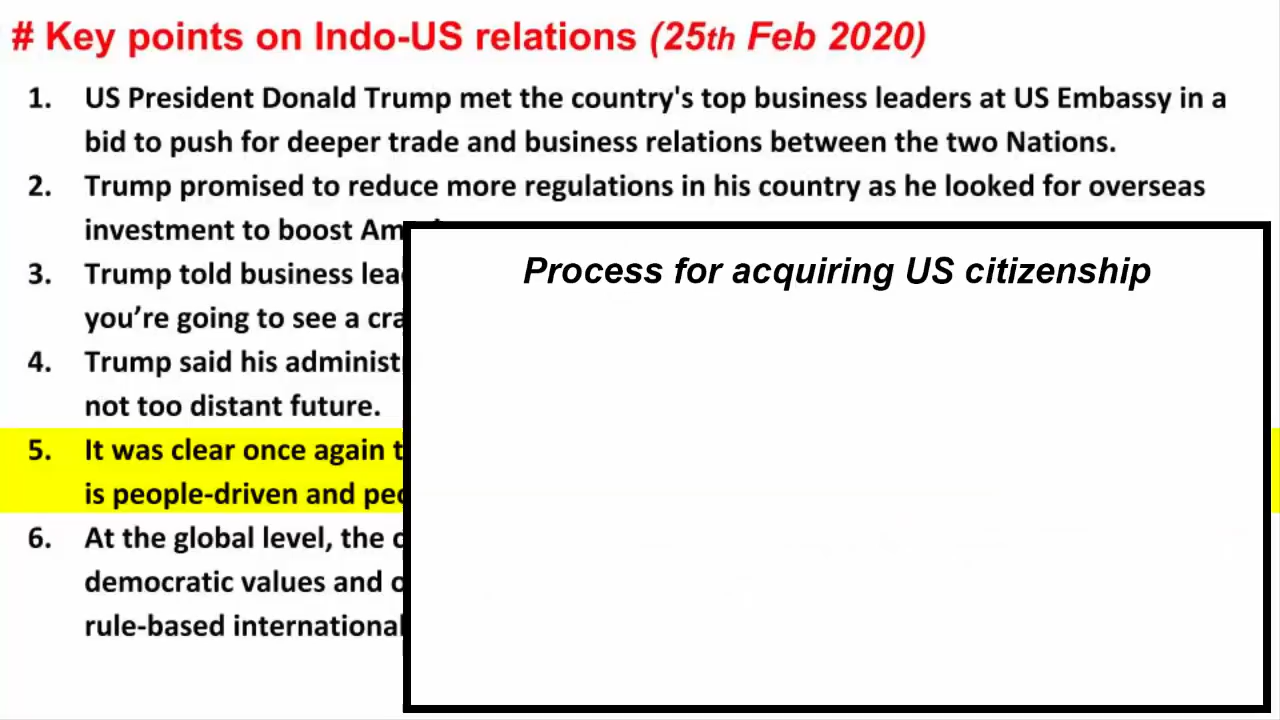 # Key points on Indo-US relations (25th Feb 2020)
1. US President Donald Trump met the country's top business leaders at US Embassy in a
bid to push for deeper trade and business relations between the two Nations.
2. Trump promised to reduce more regulations in his country as he looked for overseas
investment to boost
3. Trump told business
you’re going to see a
4. Trump said his
not too distant future.
5. It was clear once again
is people-driven and
6. At the global level, the
democratic values and
rule-based international
Process for acquiring US citizenship